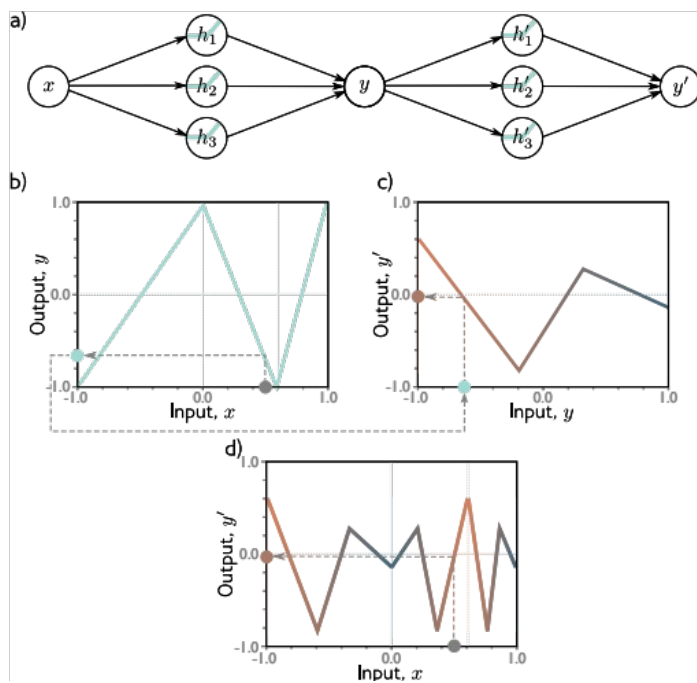 a)
x
h₁
h₂
h₃
y
h′₁
h′₂
h′₃
y′
b)
1.0
0.0
-1.0
Output, y
-1.0 0.0 1.0
Input, x
c)
1.0
0.0
-1.0
Output, y′
-1.0 0.0 1.0
Input, y
d)
1.0
0.0
-1.0
Output, y′
-1.0 0.0 1.0
Input, x